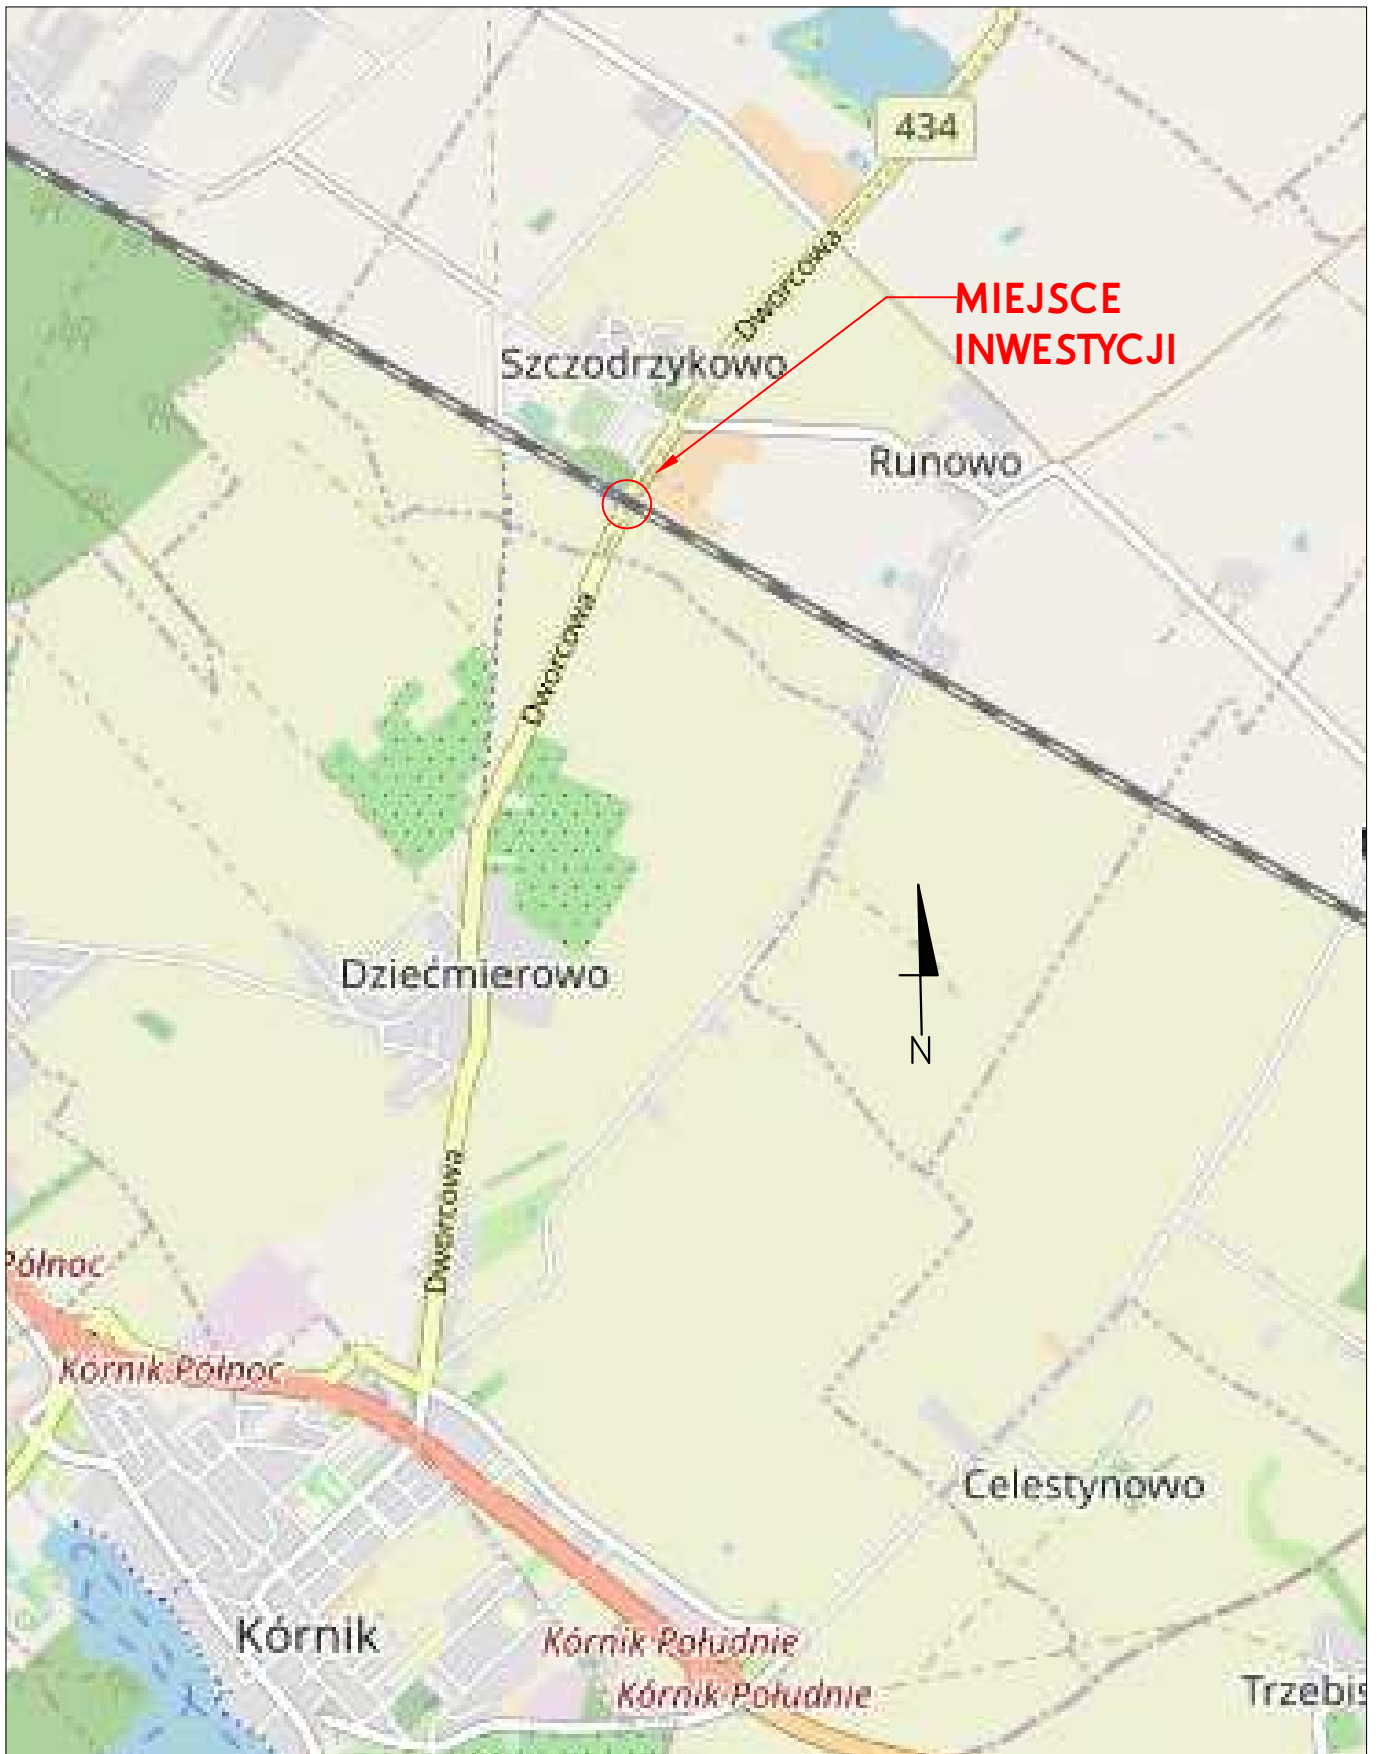 434
Dworcowa
MIEJSCE
INWESTYCJI
Szczodrzykowo
Runowo
Dworcowa
Dziećmierowo
N
Dworcowa
Północ
Kórnik Północ
Celestynowo
Kórnik
Kórnik Południe
Kórnik Południe
Trzebis